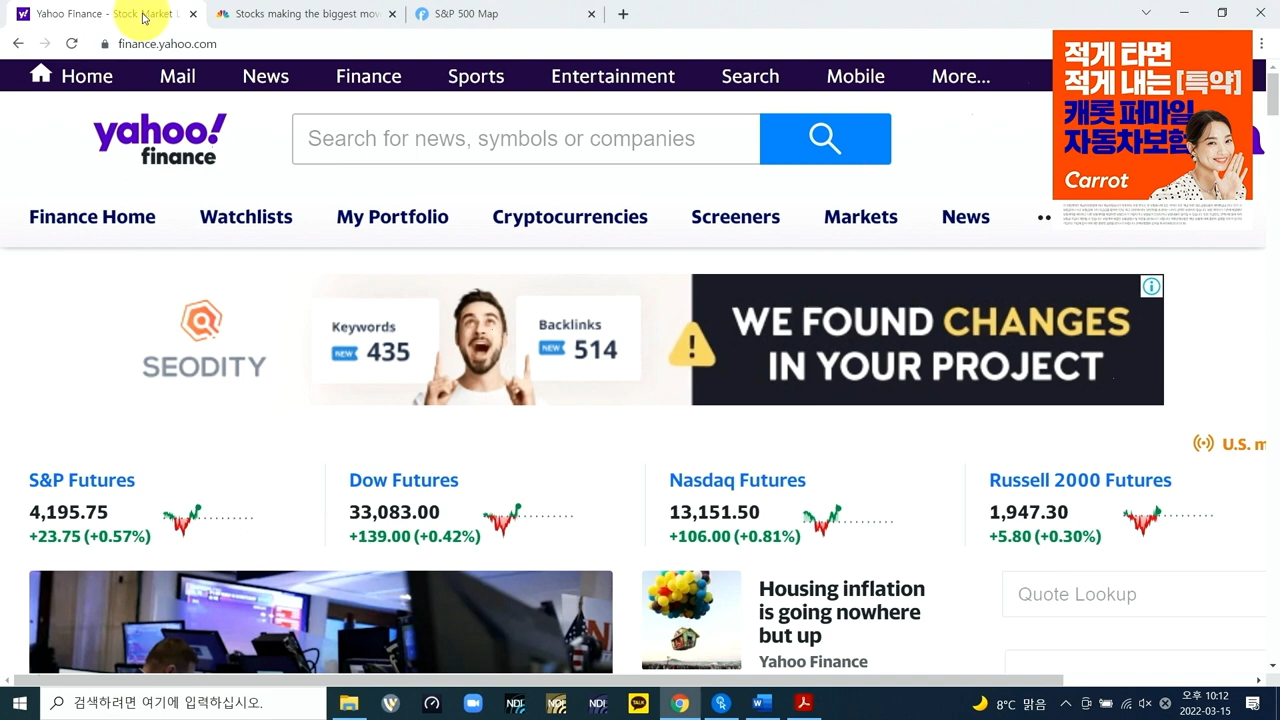 Yahoo Finance - Stock Market L
Stocks making the biggest mov
S&P 500 Map
finance.yahoo.com
Home Mail News Finance Sports Entertainment Search Mobile More...
적게 타면
적게 내는 [특약]
캐롯 퍼마일
자동차보험
Carrot
yahoo!
finance
Search for news, symbols or companies
Finance Home Watchlists My Portfolio Cryptocurrencies Screeners Markets News
SEODITY
Keywords
NEW 435
Backlinks
NEW 514
WE FOUND CHANGES
IN YOUR PROJECT
U.S. m
S&P Futures
4,195.75
+23.75 (+0.57%)
Dow Futures
33,083.00
+139.00 (+0.42%)
Nasdaq Futures
13,151.50
+106.00 (+0.81%)
Russell 2000 Futures
1,947.30
+5.80 (+0.30%)
Housing inflation
is going nowhere
but up
Yahoo Finance
Quote Lookup
검색하려면 여기에 입력하십시오.
NDF
NDF
NDF
TALK
8°C 맑음
오후 10:12
2022-03-15